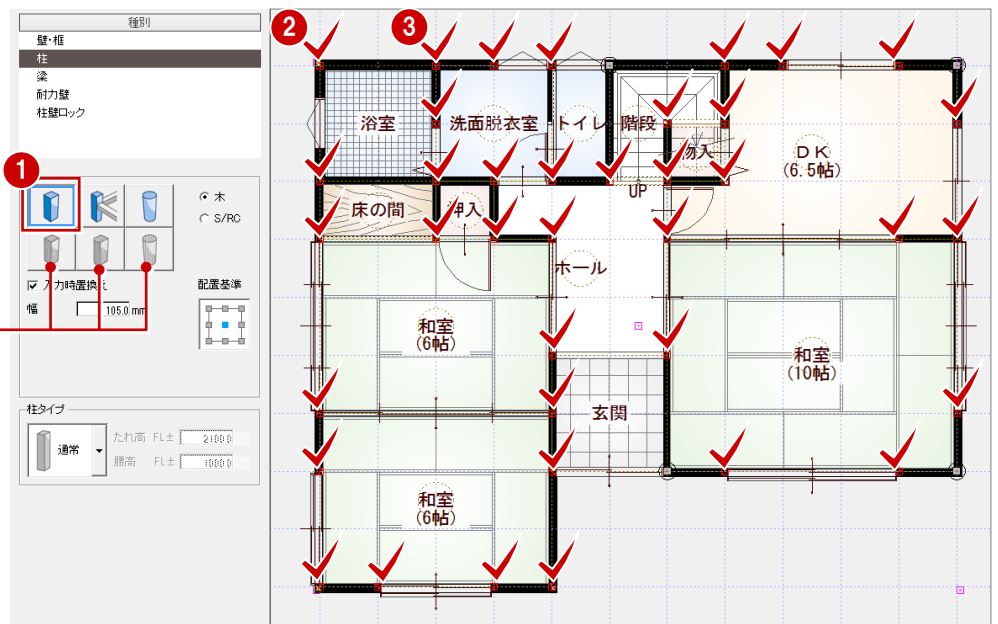 種別
壁・框
柱
梁
耐力壁
柱壁ロック
1
木
S/RC
入力時置換え
幅
105.0 mm
配置基準
柱タイプ
通常
たれ高 FL± 2100.0
腰高 FL± 1000.0
2
3
浴室
洗面脱衣室
トイレ
階段
物入
DK
(6.5帖)
UP
床の間
押入
ホール
和室
(6帖)
和室
(10帖)
玄関
和室
(6帖)